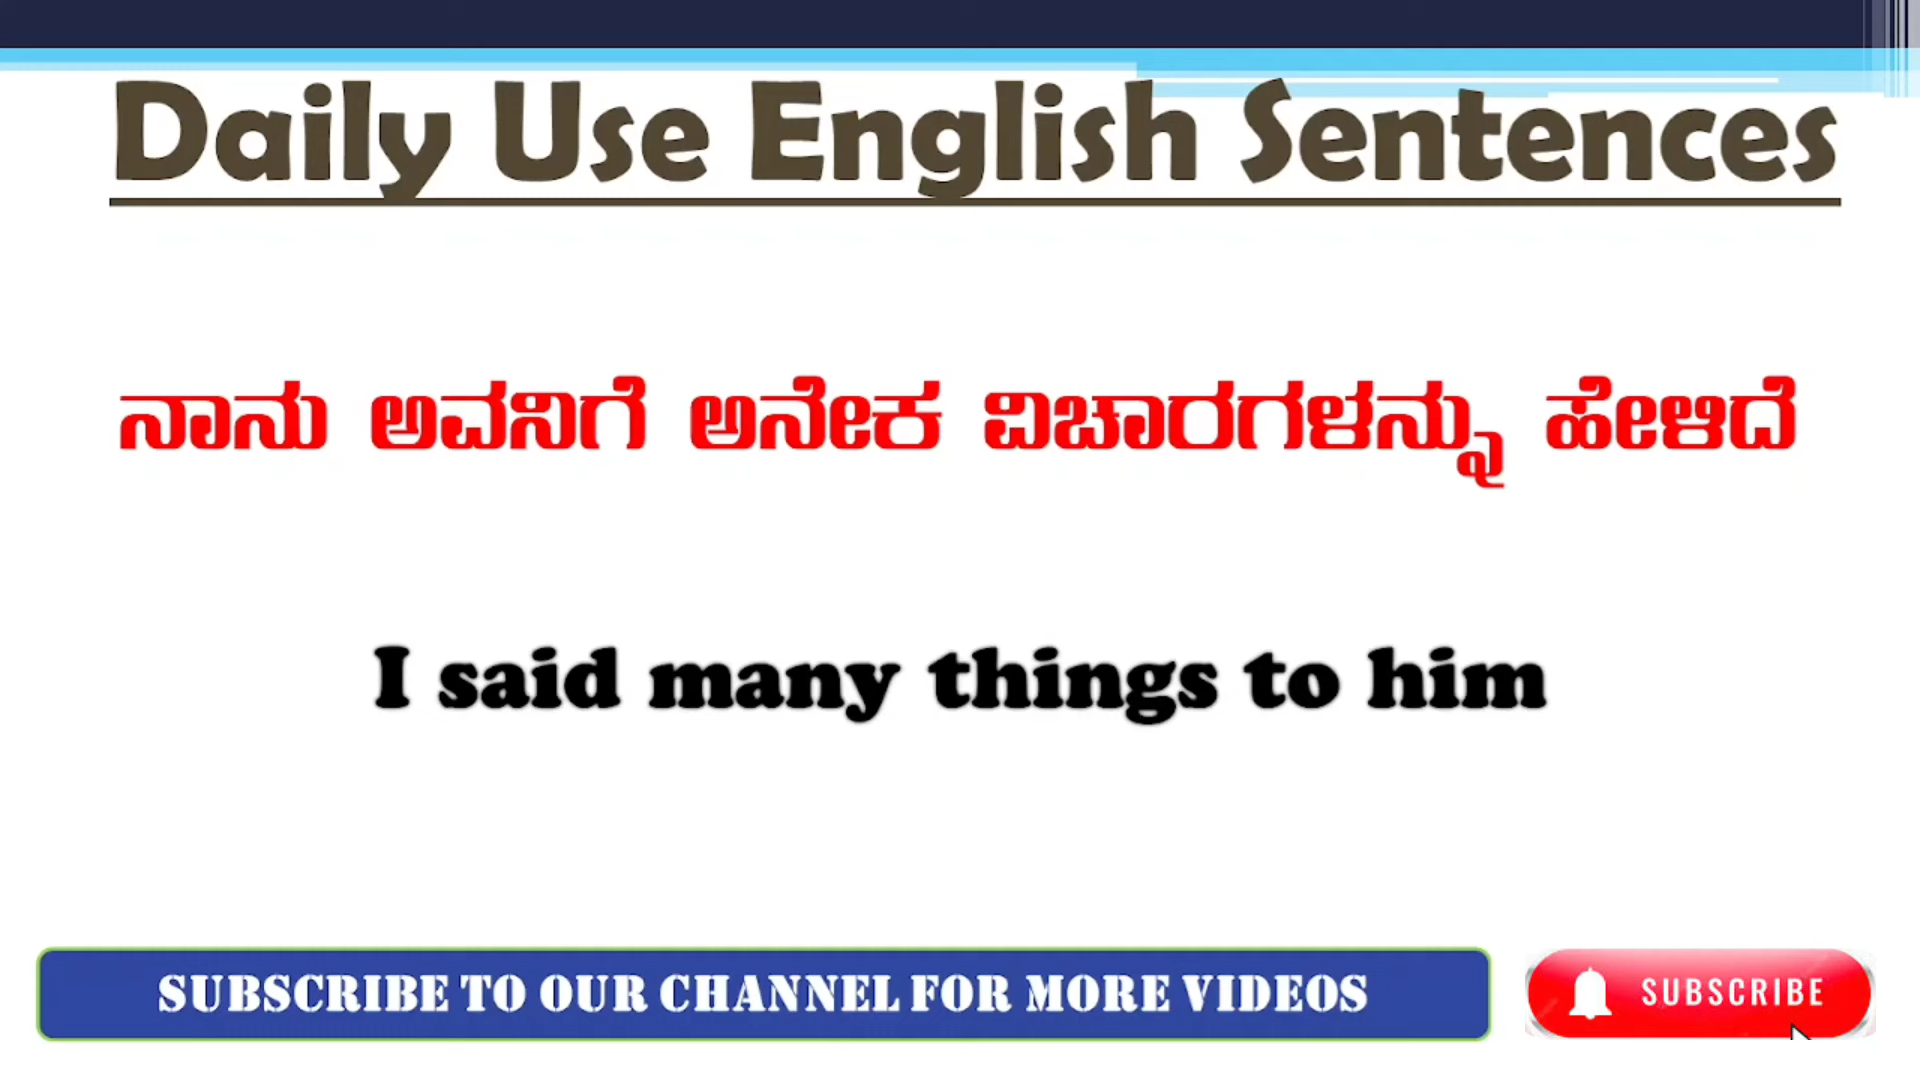 Daily Use English Sentences
ನಾನು ಅವನಿಗೆ ಅನೇಕ ವಿಚಾರಗಳನ್ನು ಹೇಳಿದೆ
I said many things to him
SUBSCRIBE TO OUR CHANNEL FOR MORE VIDEOS
SUBSCRIBE